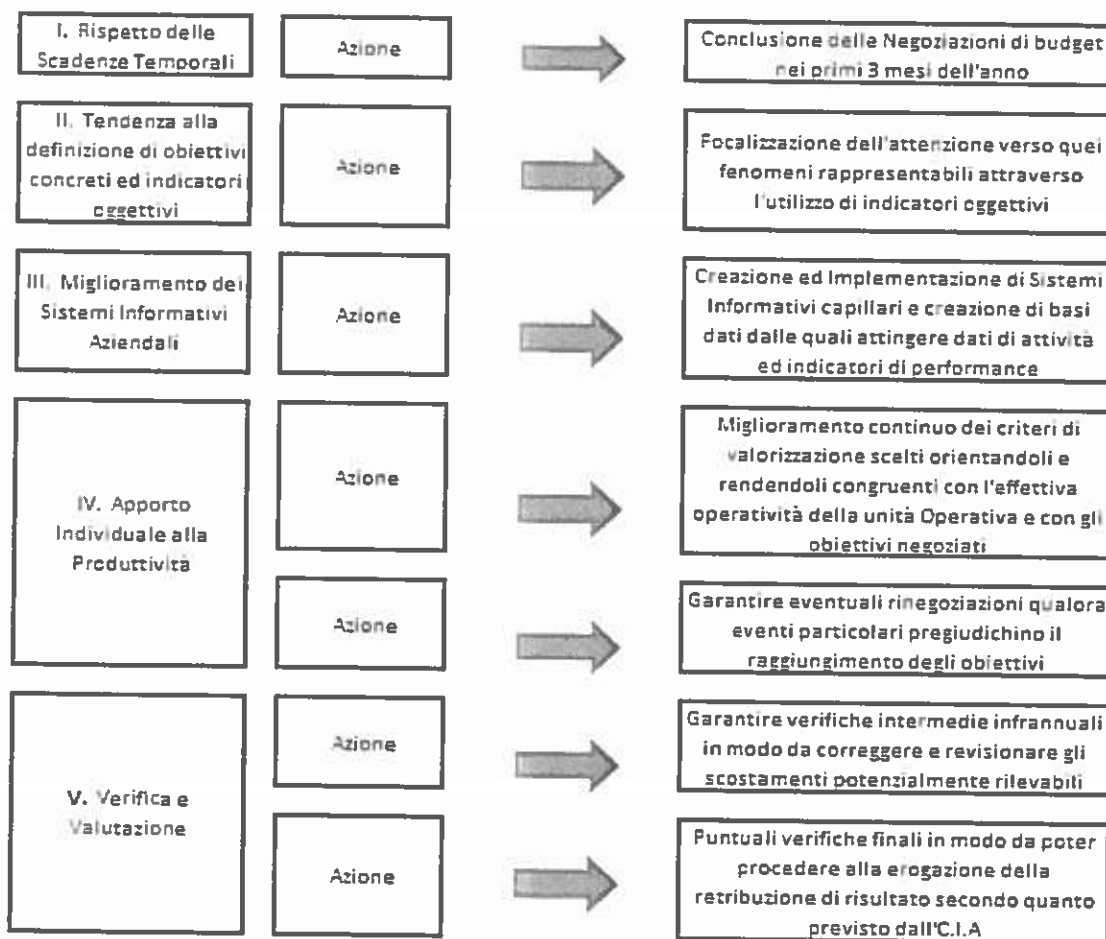 I. Rispetto delle
Scadenze Temporali
Azione
Conclusione delle Negoziazioni di budget
nei primi 3 mesi dell'anno
II. Tendenza alla
definizione di obiettivi
concreti ed indicatori
oggettivi
Azione
Focalizzazione dell'attenzione verso quei
fenomeni rappresentabili attraverso
l'utilizzo di indicatori oggettivi
III. Miglioramento dei
Sistemi Informativi
Aziendali
Azione
Creazione ed Implementazione di Sistemi
Informativi capillari e creazione di basi
dati dalle quali attingere dati di attività
ed indicatori di performance
IV. Apporto
Individuale alla
Produttività
Azione
Miglioramento continuo dei criteri di
valorizzazione scelti orientandoli e
rendendoli congruenti con l'effettiva
operatività della unità Operativa e con gli
obiettivi negoziati
Azione
Garantire eventuali rinegoziazioni qualora
eventi particolari pregiudichino il
raggiungimento degli obiettivi
V. Verifica e
Valutazione
Azione
Garantire verifiche intermedie infrannuali
in modo da correggere e revisionare gli
scostamenti potenzialmente rilevabili
Azione
Puntuali verifiche finali in modo da poter
procedere alla erogazione della
retribuzione di risultato secondo quanto
previsto dall'C.I.A